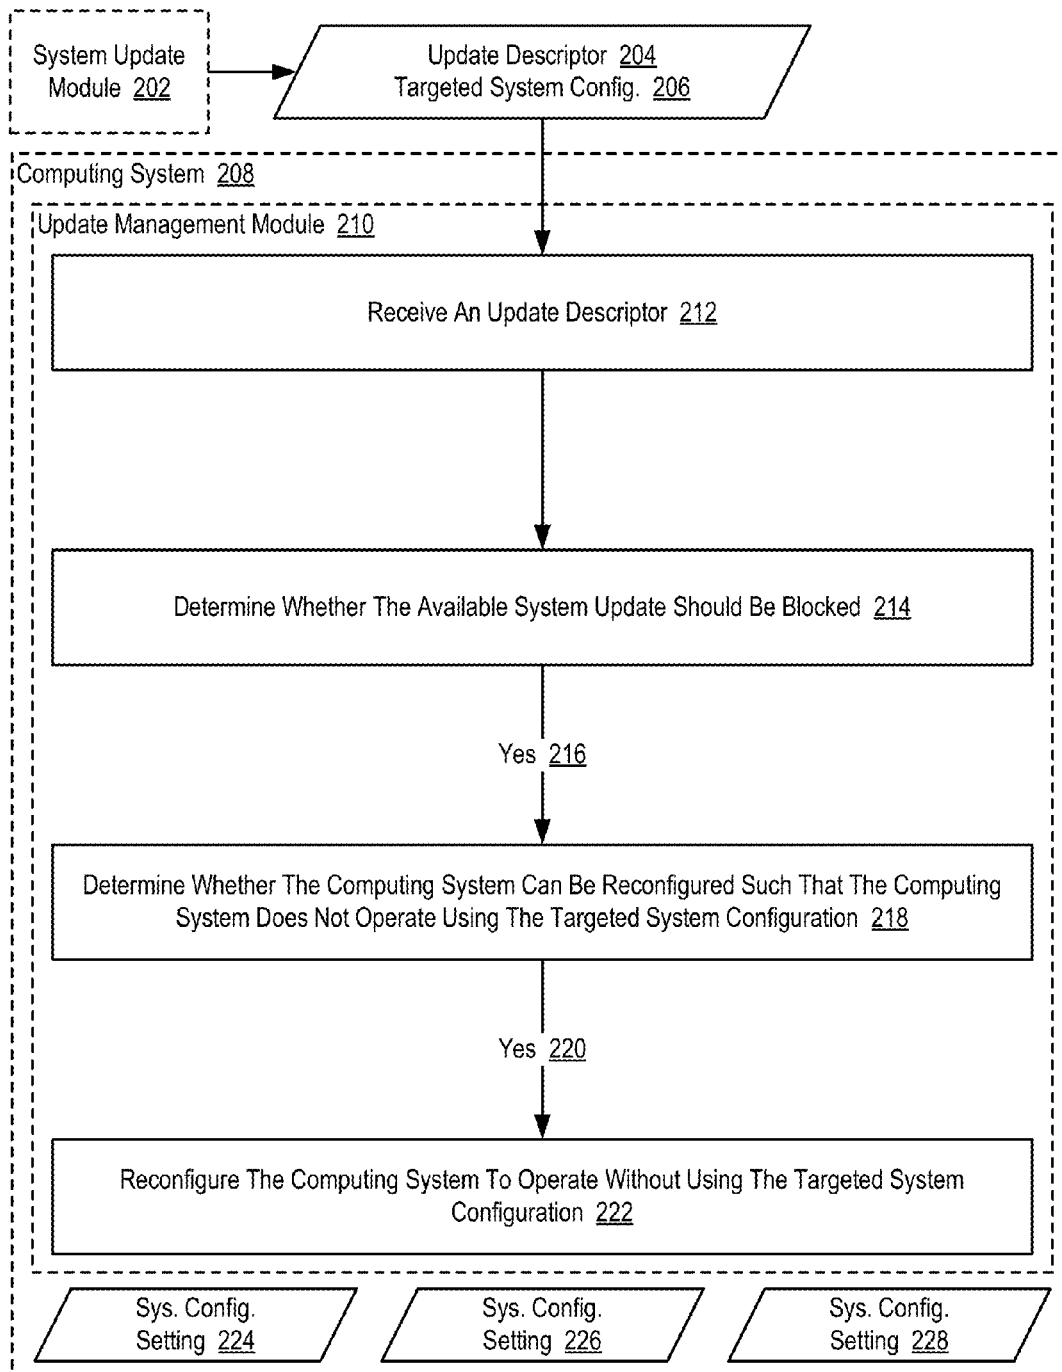 System Update
Module 202
Update Descriptor 204
Targeted System Config. 206
Computing System 208
Update Management Module 210
Receive An Update Descriptor 212
Determine Whether The Available System Update Should Be Blocked 214
Yes 216
Determine Whether The Computing System Can Be Reconfigured Such That The Computing
System Does Not Operate Using The Targeted System Configuration 218
Yes 220
Reconfigure The Computing System To Operate Without Using The Targeted System
Configuration 222
Sys. Config.
Setting 224
Sys. Config.
Setting 226
Sys. Config.
Setting 228